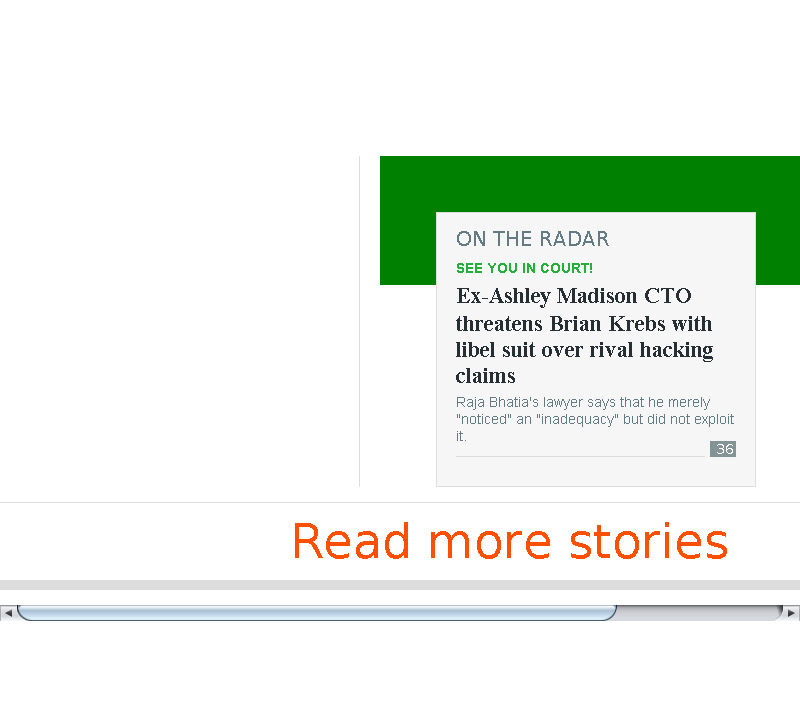 ON THE RADAR
SEE YOU IN COURT!
Ex-Ashley Madison CTO
threatens Brian Krebs with
libel suit over rival hacking
claims
Raja Bhatia's lawyer says that he merely
"noticed" an "inadequacy" but did not exploit
it.
36
Read more stories